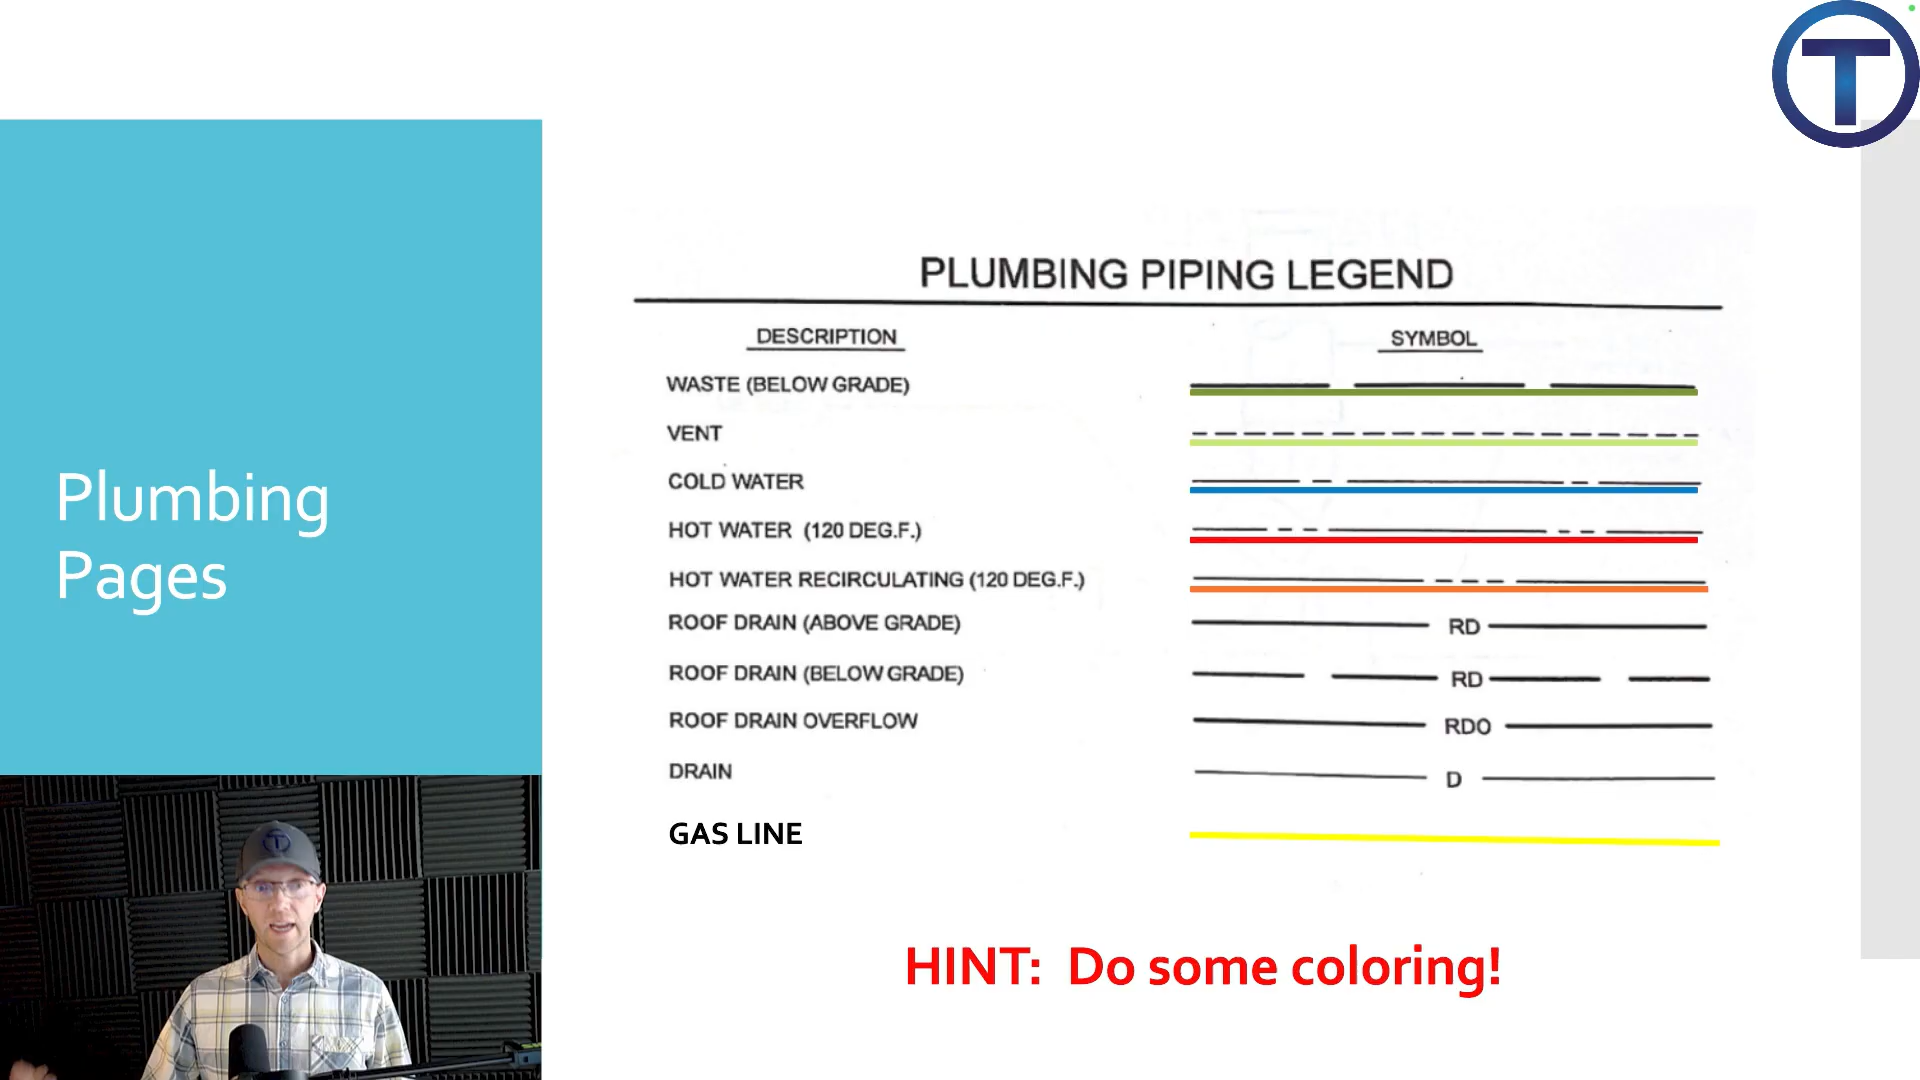 T
Plumbing
Pages
PLUMBING PIPING LEGEND
DESCRIPTION SYMBOL
WASTE (BELOW GRADE)
VENT
COLD WATER
HOT WATER (120 DEG.F.)
HOT WATER RECIRCULATING (120 DEG.F.)
ROOF DRAIN (ABOVE GRADE) RD
ROOF DRAIN (BELOW GRADE) RD
ROOF DRAIN OVERFLOW RDO
DRAIN D
GAS LINE
HINT: Do some coloring!
T